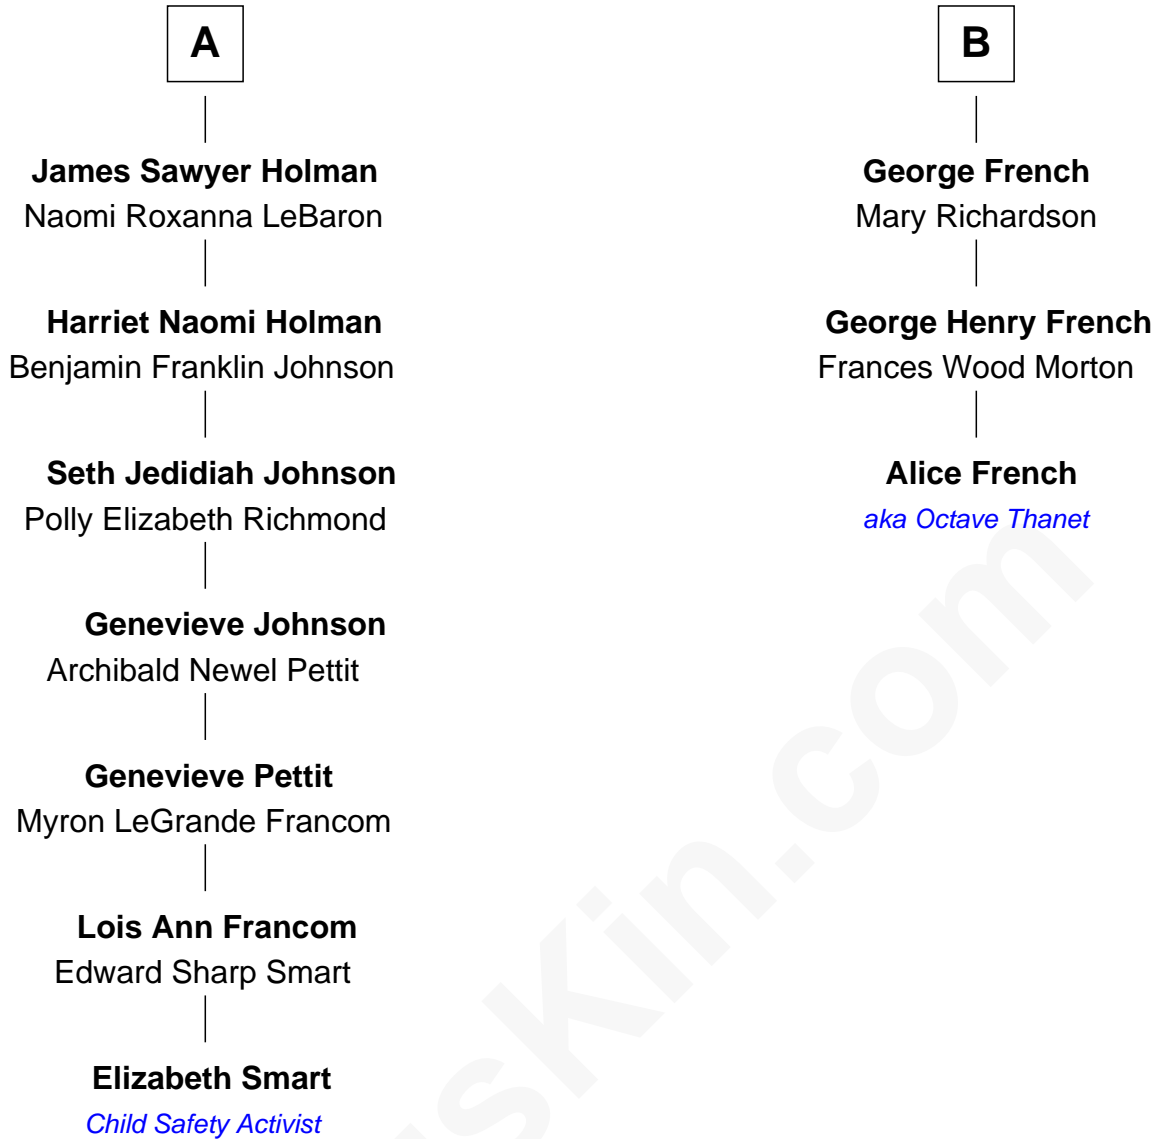 A
James Sawyer Holman
Naomi Roxanna LeBaron
Harriet Naomi Holman
Benjamin Franklin Johnson
Seth Jedidiah Johnson
Polly Elizabeth Richmond
Genevieve Johnson
Archibald Newel Pettit
Genevieve Pettit
Myron LeGrande Francom
Lois Ann Francom
Edward Sharp Smart
Elizabeth Smart
Child Safety Activist
B
George French
Mary Richardson
George Henry French
Frances Wood Morton
Alice French
aka Octave Thanet
sKin.com